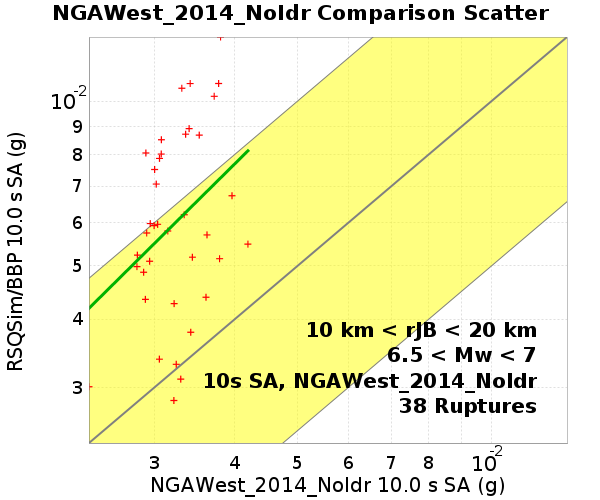 NGAWest_2014_NoIdr Comparison Scatter
RSQSim/BBP 10.0 s SA (g)
10-2
9
8
7
6
5
4
3
10 km < rJB < 20 km
6.5 < Mw < 7
10s SA, NGAWest_2014_NoIdr
38 Ruptures
3 4 5 6 7 8 10-2
NGAWest_2014_NoIdr 10.0 s SA (g)